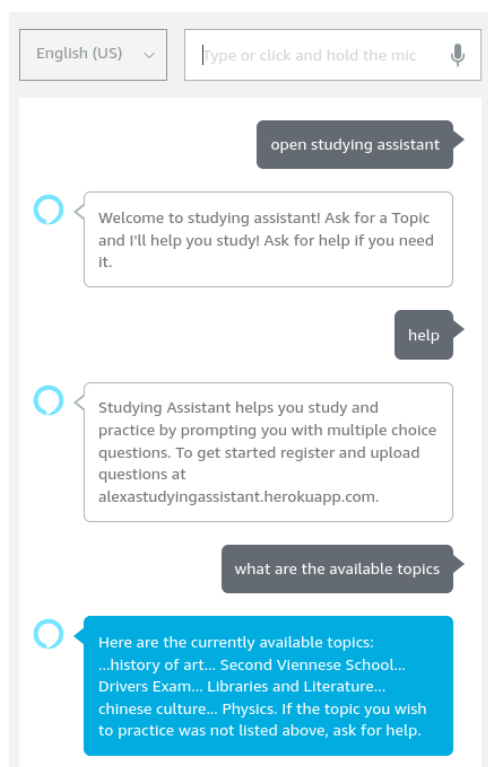 English (US)
Type or click and hold the mic
open studying assistant
Welcome to studying assistant! Ask for a Topic
and I'll help you study! Ask for help if you need
it.
help
Studying Assistant helps you study and
practice by prompting you with multiple choice
questions. To get started register and upload
questions at
alexastudyingassistant.herokuapp.com.
what are the available topics
Here are the currently available topics:
...history of art... Second Viennese School...
Drivers Exam... Libraries and Literature...
chinese culture... Physics. If the topic you wish
to practice was not listed above, ask for help.